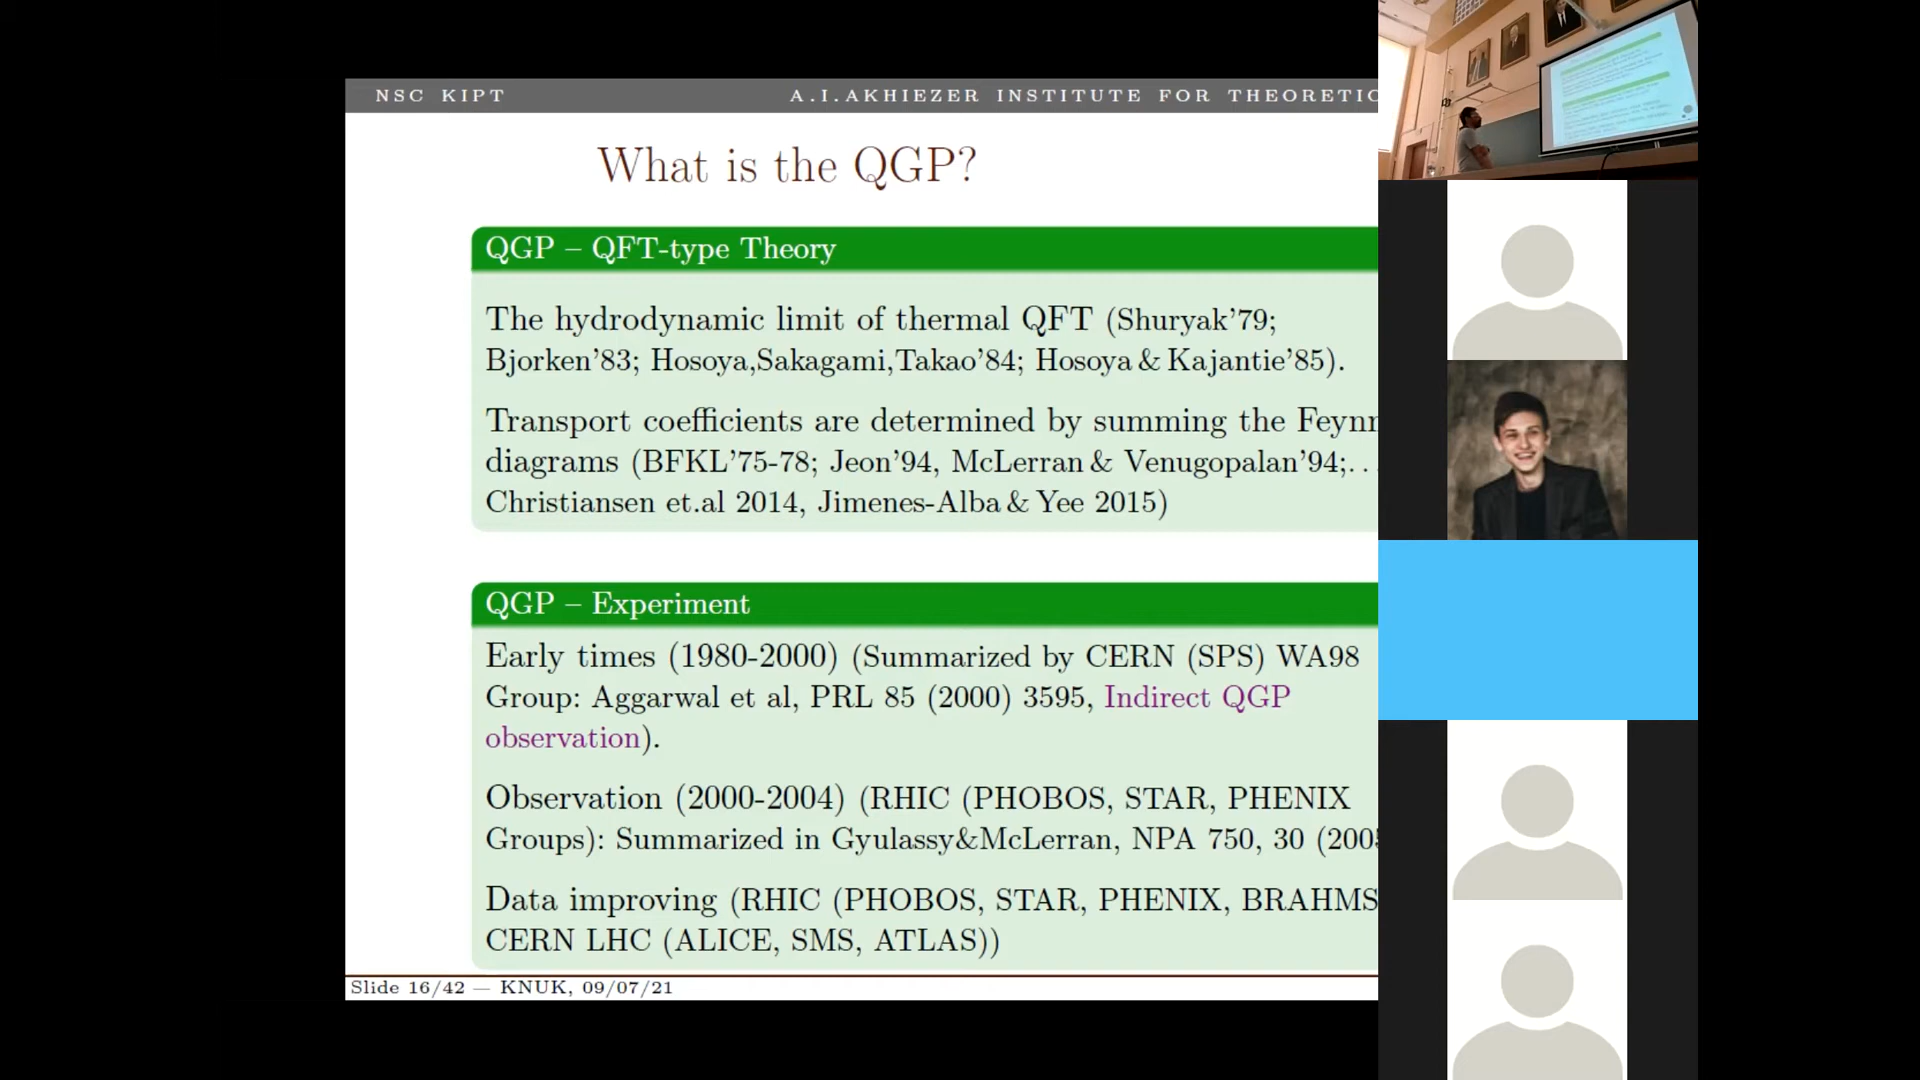 NSC KIPT A.I.AKHIEZER INSTITUTE FOR
What is the QGP?
QGP – QFT-type Theory
The hydrodynamic limit of thermal QFT (Shuryak'79;
Bjorken'83; Hosoya,Sakagami,Takao'84; Hosoya & Kajantie'85).
Transport coefficients are determined by summing the
diagrams (BFKL'75-78; Jeon'94, McLerran & Venugopalan'94;. .
Christiansen et.al 2014, Jimenes-Alba & Yee 2015)
QGP – Experiment
Early times (1980-2000) (Summarized by CERN (SPS) WA98
Group: Aggarwal et al, PRL 85 (2000) 3595, Indirect QGP
observation).
Observation (2000-2004) (RHIC (PHOBOS, STAR, PHENIX
Groups): Summarized in Gyulassy&McLerran, NPA 750, 30
Data improving (RHIC (PHOBOS, STAR, PHENIX, BRAHMS
CERN LHC (ALICE, SMS, ATLAS))
Slide 16/42 — KNUK, 09/07/21